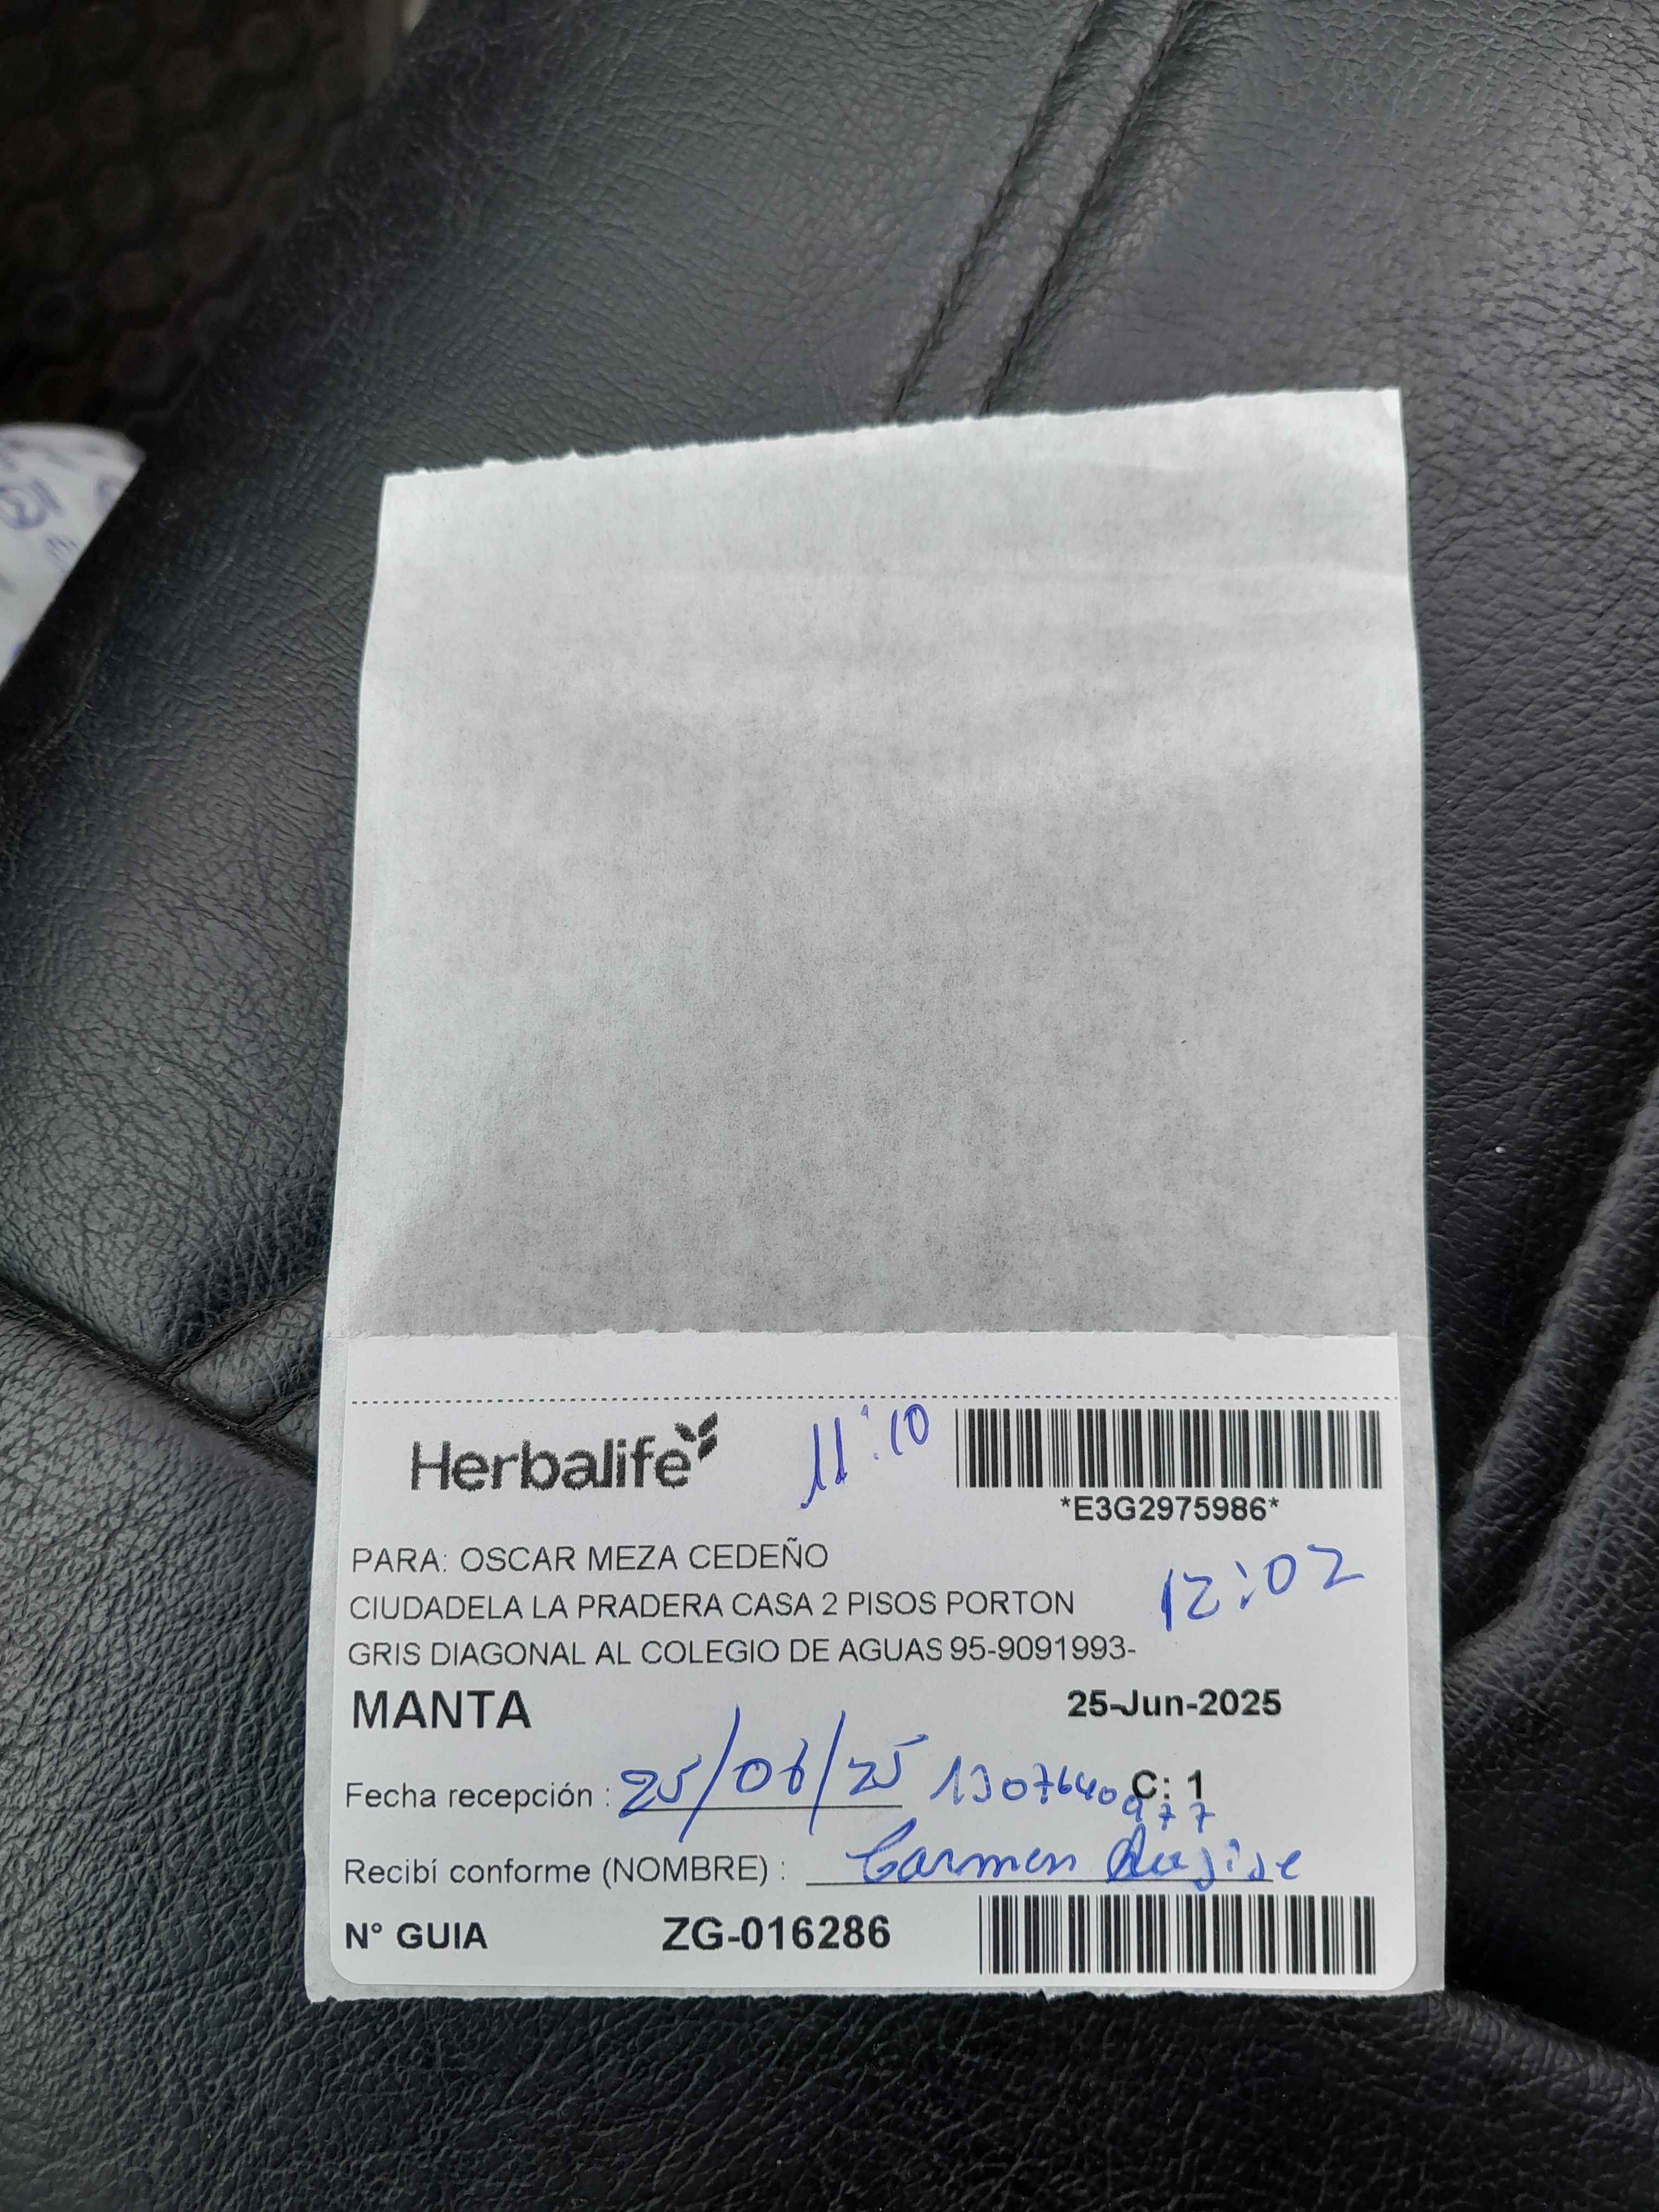 Herbalife
11:10
*E3G2975986*
PARA: OSCAR MEZA CEDEÑO
CIUDADELA LA PRADERA CASA 2 PISOS PORTON
12:02
GRIS DIAGONAL AL COLEGIO DE AGUAS 95-9091993-
MANTA 25-Jun-2025
Fecha recepción : 25/06/25 1307640977 C: 1
Recibí conforme (NOMBRE) : Carmen
N° GUIA ZG-016286